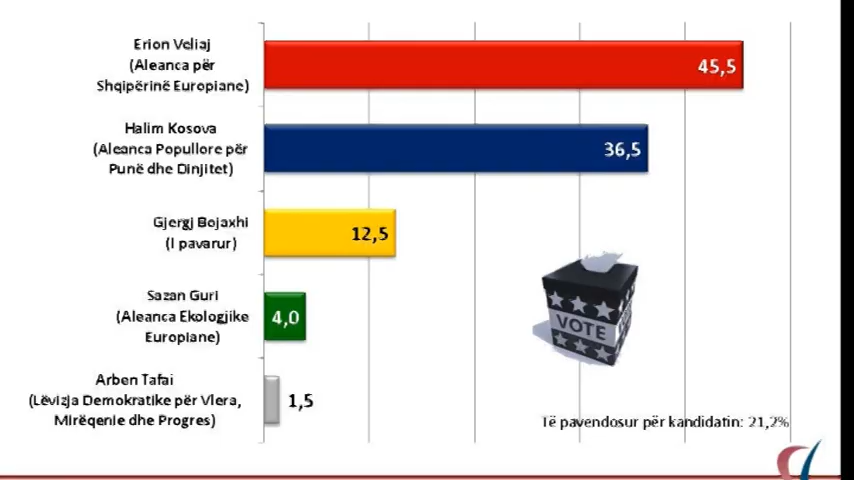 Erion Veliaj
(Aleanca për
Shqipërinë Europiane)
45,5
Halim Kosova
(Aleanca Popullore për
Punë dhe Dinjitet)
36,5
Gjergj Bojaxhi
(I pavarur)
12,5
Sazan Guri
(Aleanca Ekologjike
Europiane)
4,0
VOTE
Arben Tafaj
(Lëvizja Demokratike për Vlera,
Mirëqenie dhe Progres)
1,5
Të pavendosur për kandidatin: 21,2%